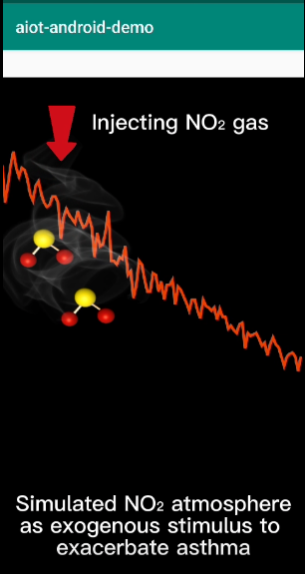 aiot-android-demo
Injecting NO₂ gas
Simulated NO₂ atmosphere
as exogenous stimulus to
exacerbate asthma